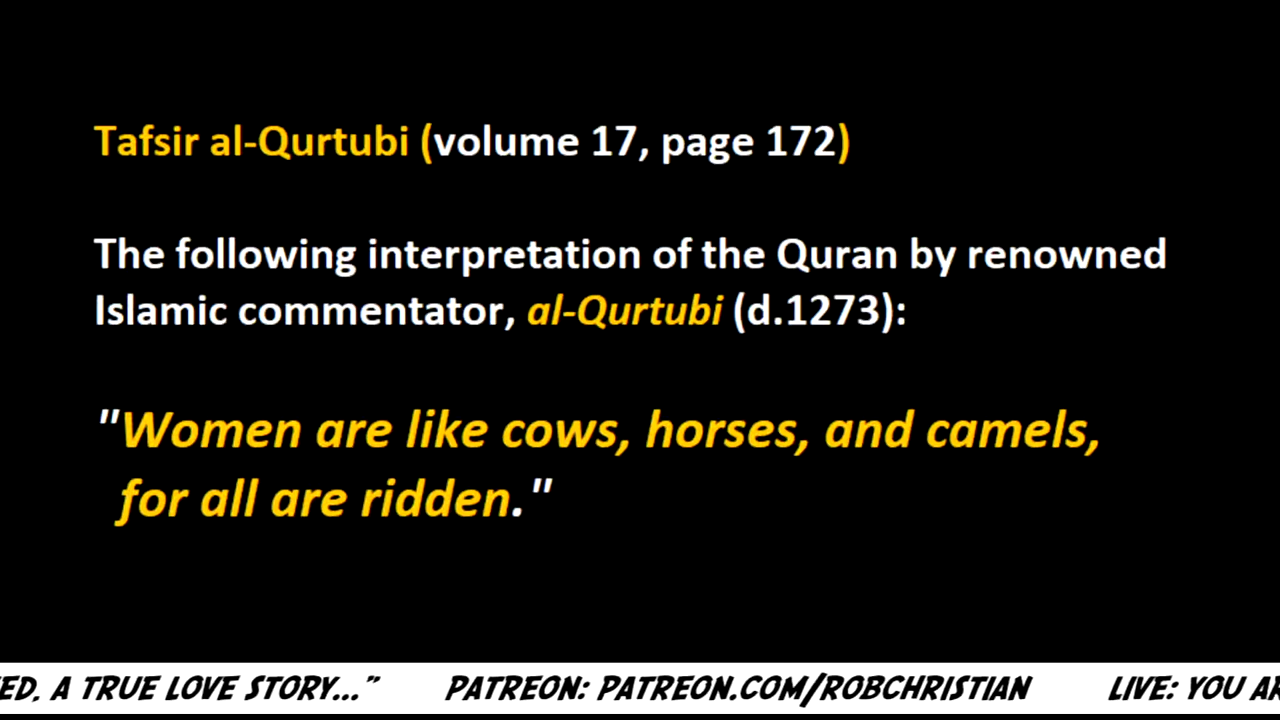 Tafsir al-Qurtubi (volume 17, page 172)
The following interpretation of the Quran by renowned
Islamic commentator, al-Qurtubi (d.1273):
"Women are like cows, horses, and camels,
for all are ridden."
ED, A TRUE LOVE STORY..." PATREON: PATREON.COM/ROBCHRISTIAN LIVE: YOU AR